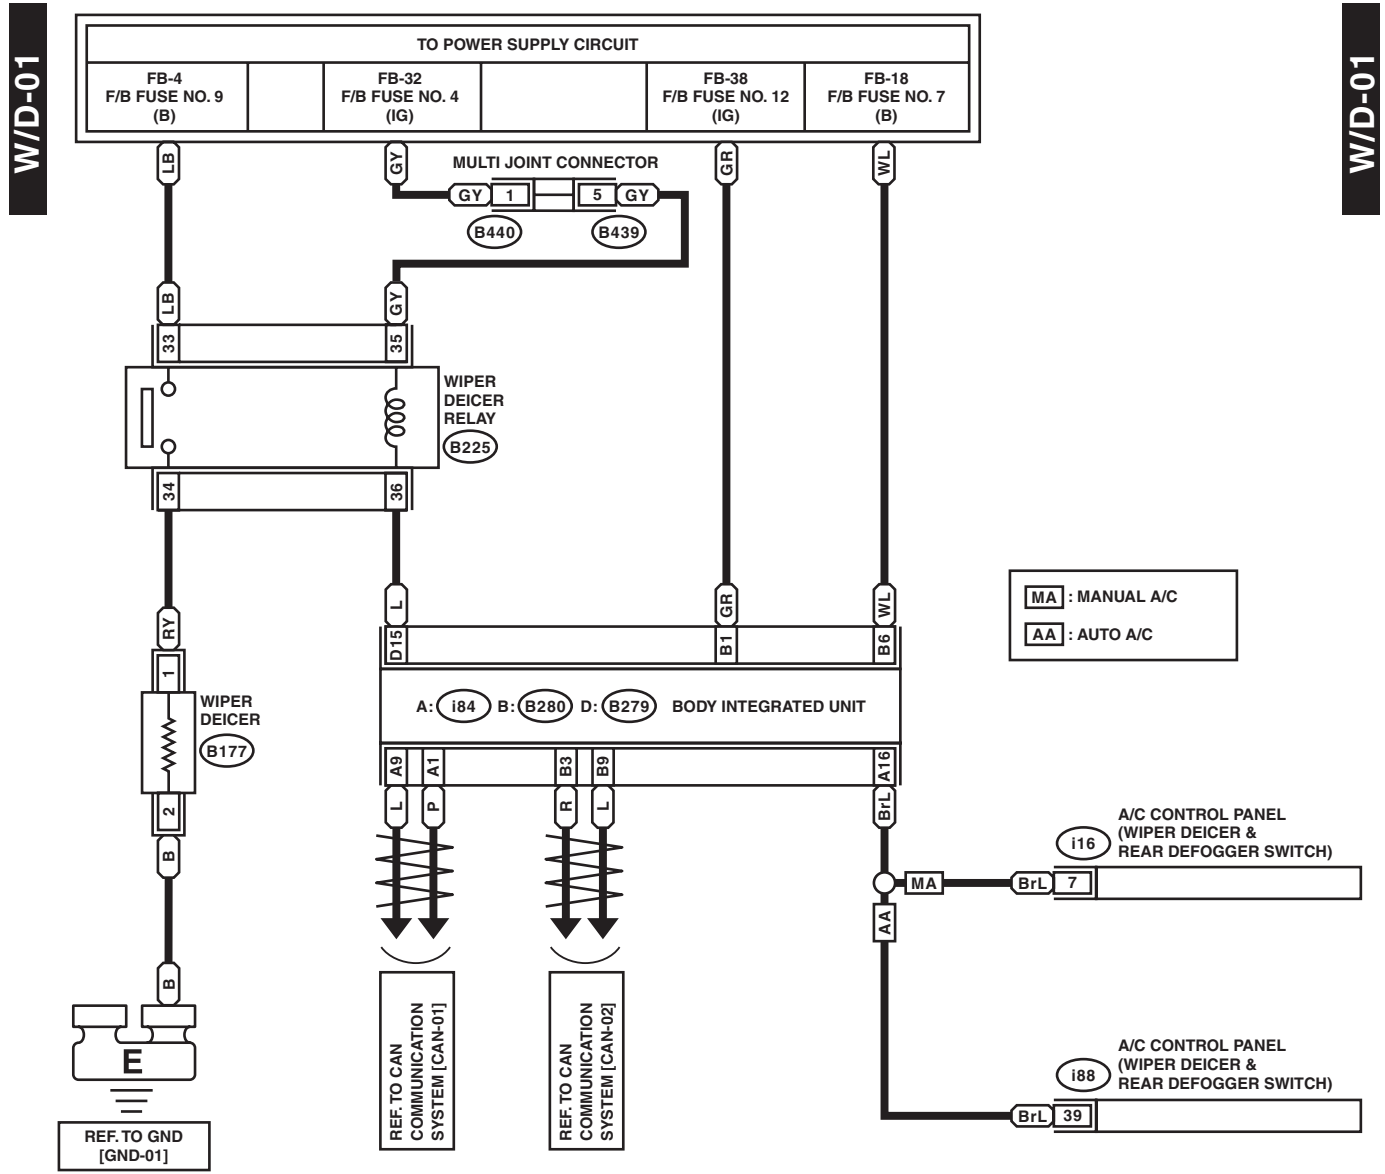 W/D-01
W/D-01
TO POWER SUPPLY CIRCUIT
FB-4
F/B FUSE NO. 9
(B)
FB-32
F/B FUSE NO. 4
(IG)
FB-38
F/B FUSE NO. 12
(IG)
FB-18
F/B FUSE NO. 7
(B)
LB
GY
MULTI JOINT CONNECTOR
GY
1
5
GY
B440
B439
GR
WL
LB
GY
33
35
WIPER
DEICER
RELAY
B225
34
36
RY
L
GR
WL
D15
B1
B6
MA
: MANUAL A/C
AA
: AUTO A/C
1
WIPER
DEICER
B177
2
B
A: i84 B: B280 D: B279 BODY INTEGRATED UNIT
A9
A1
B3
B9
A16
L
P
R
L
BrL
A/C CONTROL PANEL
(WIPER DEICER &
REAR DEFOGGER SWITCH)
i16
MA
BrL
7
AA
B
E
REF. TO GND
[GND-01]
REF. TO CAN
COMMUNICATION
SYSTEM [CAN-01]
REF. TO CAN
COMMUNICATION
SYSTEM [CAN-02]
A/C CONTROL PANEL
(WIPER DEICER &
REAR DEFOGGER SWITCH)
i88
BrL
39